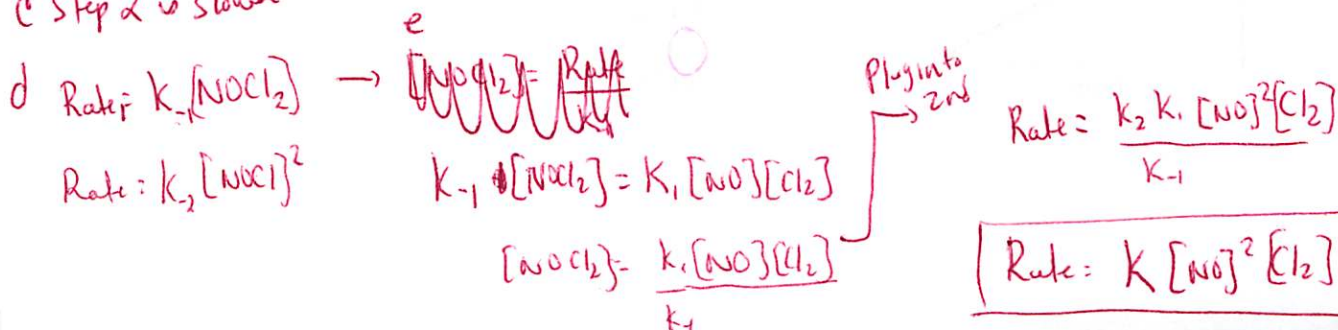 c Step 2 is slower
d Rate: K₋₁[NOCl₂] →
Rate: K₋₂[NOCl]²
e
K₋₁ [NOCl₂] = K₁ [NO][Cl₂]
[NOCl₂] = K₁[NO][Cl₂] / K₋₁
Plug into 2nd
Rate = k₂ K₁ [NO]²[Cl₂] / K₋₁
Rate: K [NO]² [Cl₂]